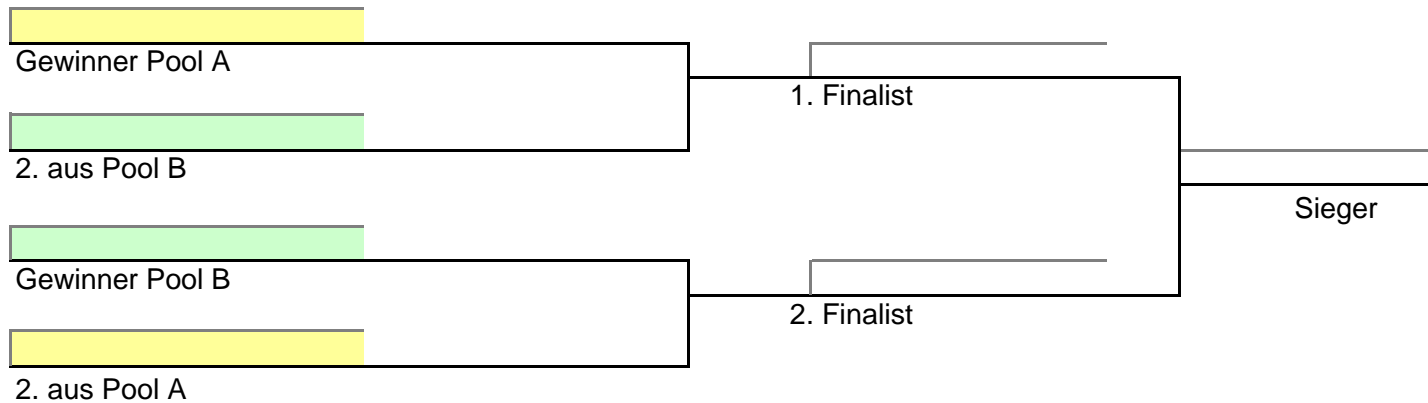 Gewinner Pool A
1. Finalist
2. aus Pool B
Sieger
Gewinner Pool B
2. Finalist
2. aus Pool A